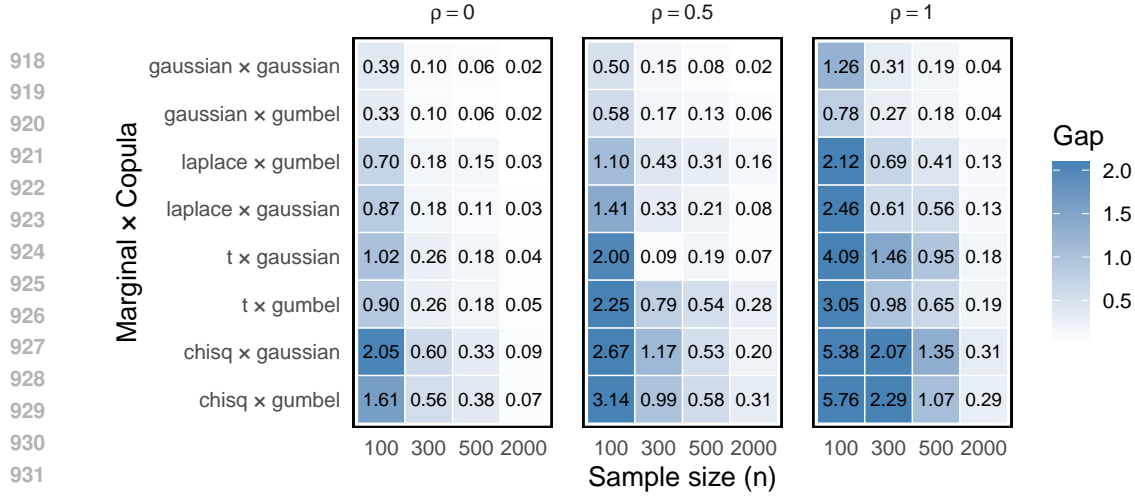 ρ = 0 ρ = 0.5 ρ = 1
918 gaussian × gaussian 0.39 0.10 0.06 0.02 0.50 0.15 0.08 0.02 1.26 0.31 0.19 0.04
919
920 gaussian × gumbel 0.33 0.10 0.06 0.02 0.58 0.17 0.13 0.06 0.78 0.27 0.18 0.04
921 laplace × gumbel 0.70 0.18 0.15 0.03 1.10 0.43 0.31 0.16 2.12 0.69 0.41 0.13
922
923 laplace × gaussian 0.87 0.18 0.11 0.03 1.41 0.33 0.21 0.08 2.46 0.61 0.56 0.13
924 t × gaussian 1.02 0.26 0.18 0.04 2.00 0.09 0.19 0.07 4.09 1.46 0.95 0.18
925
926 t × gumbel 0.90 0.26 0.18 0.05 2.25 0.79 0.54 0.28 3.05 0.98 0.65 0.19
927 chisq × gaussian 2.05 0.60 0.33 0.09 2.67 1.17 0.53 0.20 5.38 2.07 1.35 0.31
928
929 chisq × gumbel 1.61 0.56 0.38 0.07 3.14 0.99 0.58 0.31 5.76 2.29 1.07 0.29
930
931 100 300 500 2000 100 300 500 2000 100 300 500 2000
Sample size (n)
Marginal × Copula
Gap
2.0
1.5
1.0
0.5